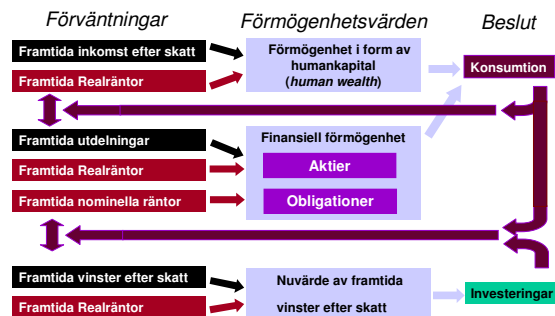 Förväntningar
Förmögenhetsvärden
Beslut
Framtida inkomst efter skatt
Framtida Realräntor
Förmögenhet i form av
humankapital
(human wealth)
Konsumtion
Framtida utdelningar
Framtida Realräntor
Framtida nominella räntor
Finansiell förmögenhet
Aktier
Obligationer
Framtida vinster efter skatt
Framtida Realräntor
Nuvärde av framtida
vinster efter skatt
Investeringar